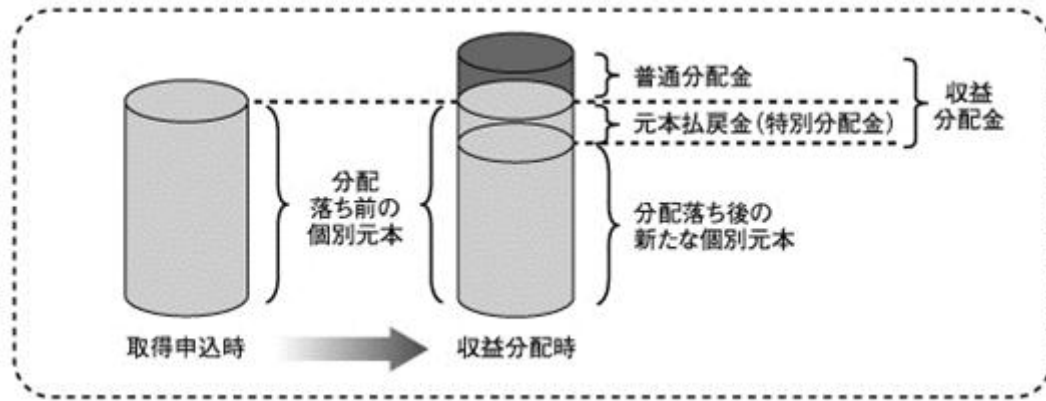 普通分配金
元本払戻金(特別分配金)
収益
分配金
分配
落ち前の
個別元本
分配落ち後の
新たな個別元本
取得申込時
収益分配時